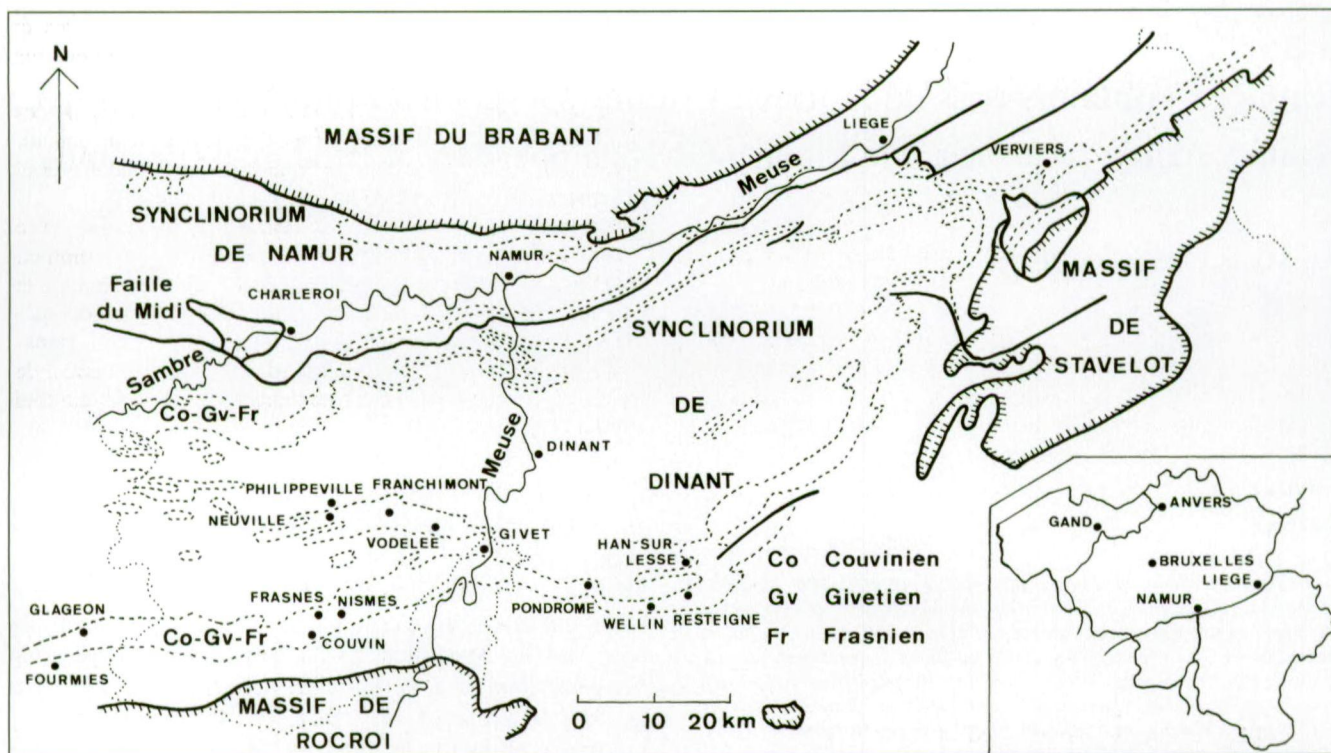 N
MASSIF DU BRABANT
LIEGE
VERVIERS
Meuse
SYNCLINORIUM
DE NAMUR
NAMUR
MASSIF
DE
STAVELOT
Faille
du Midi
CHARLEROI
SYNCLINORIUM
DE
DINANT
Sambre
Co-Gv-Fr
Meuse
DINANT
PHILIPPEVILLE
FRANCHIMONT
NEUVILLE
VODELEE
GIVET
HAN-SUR-
LESSE
PONDROME
WELLIN
RESTEIGNE
Co Couvinien
Gv Givetien
Fr Frasnien
GLAGEON
FRASNES
NISMES
Co-Gv-Fr
COUVIN
FOURMIES
MASSIF DE
ROCROI
0 10 20 km
ANVERS
GAND
BRUXELLES
LIEGE
NAMUR